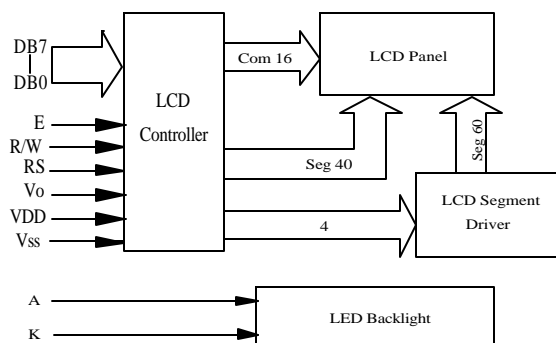 DB7
DB0
E
R/W
RS
Vo
VDD
Vss
LCD
Controller
Com 16
LCD Panel
Seg 40
Seg 60
4
LCD Segment
Driver
A
K
LED Backlight